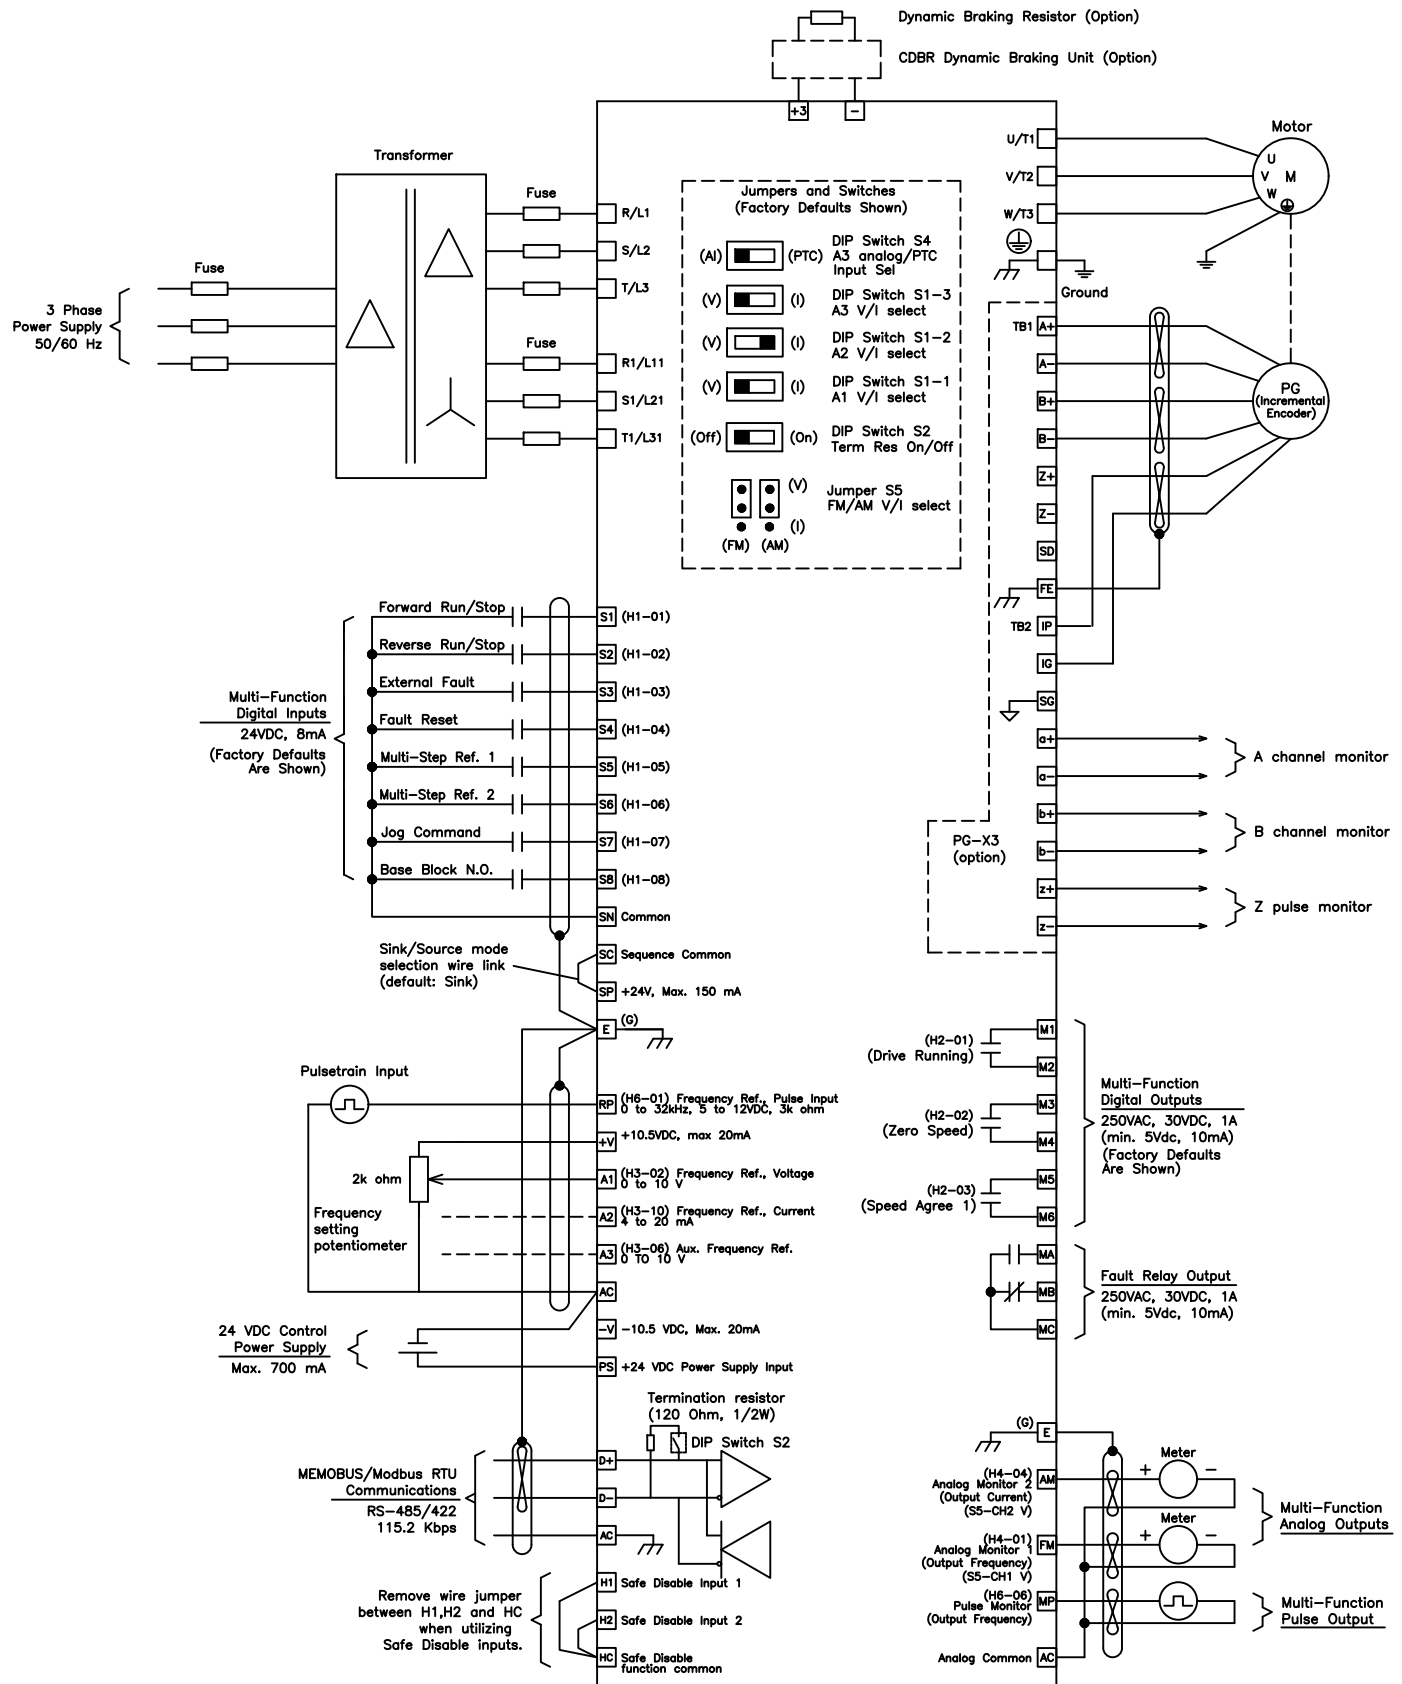 Dynamic Braking Resistor (Option)
CDBR Dynamic Braking Unit (Option)
+3
-
Transformer
Fuse
R/L1
S/L2
T/L3
Fuse
3 Phase
Power Supply
50/60 Hz
Fuse
R1/L11
S1/L21
T1/L31
Jumpers and Switches
(Factory Defaults Shown)
(AI) (PTC) DIP Switch S4
A3 analog/PTC
Input Sel
(V) (I) DIP Switch S1-3
A3 V/I select
(V) (I) DIP Switch S1-2
A2 V/I select
(V) (I) DIP Switch S1-1
A1 V/I select
(Off) (On) DIP Switch S2
Term Res On/Off
(V) Jumper S5
FM/AM V/I select
(I)
(FM) (AM)
U/T1
V/T2
W/T3
Motor
U
V M
W
Ground
TB1 A+
A-
B+
B-
Z+
Z-
SD
FE
TB2 IP
IG
SG
a+
a-
b+
b-
z+
z-
PG
(Incremental
Encoder)
A channel monitor
B channel monitor
Z pulse monitor
PG-X3
(option)
Multi-Function
Digital Inputs
24VDC, 8mA
(Factory Defaults
Are Shown)
Forward Run/Stop S1 (H1-01)
Reverse Run/Stop S2 (H1-02)
External Fault S3 (H1-03)
Fault Reset S4 (H1-04)
Multi-Step Ref. 1 S5 (H1-05)
Multi-Step Ref. 2 S6 (H1-06)
Jog Command S7 (H1-07)
Base Block N.O. S8 (H1-08)
SN Common
Sink/Source mode
selection wire link
(default: Sink)
SC Sequence Common
SP +24V, Max. 150 mA
E (G)
Pulsetrain Input
RP (H6-01) Frequency Ref., Pulse Input
0 to 32kHz, 5 to 12VDC, 3k ohm
+V +10.5VDC, max 20mA
2k ohm
A1 (H3-02) Frequency Ref., Voltage
0 to 10 V
Frequency
setting
potentiometer
A2 (H3-10) Frequency Ref., Current
4 to 20 mA
A3 (H3-06) Aux. Frequency Ref.
0 TO 10 V
AC
-V -10.5 VDC, Max. 20mA
PS +24 VDC Power Supply Input
24 VDC Control
Power Supply
Max. 700 mA
Termination resistor
(120 Ohm, 1/2W)
DIP Switch S2
MEMOBUS/Modbus RTU
Communications
RS-485/422
115.2 Kbps
D+
D-
AC
Remove wire jumper
between H1,H2 and HC
when utilizing
Safe Disable inputs.
H1 Safe Disable Input 1
H2 Safe Disable Input 2
HC Safe Disable
function common
(H2-01)
(Drive Running)
M1
M2
(H2-02)
(Zero Speed)
M3
M4
(H2-03)
(Speed Agree 1)
M5
M6
Multi-Function
Digital Outputs
250VAC, 30VDC, 1A
(min. 5Vdc, 10mA)
(Factory Defaults
Are Shown)
MA
MB
MC
Fault Relay Output
250VAC, 30VDC, 1A
(min. 5Vdc, 10mA)
(G) E
(H4-04)
Analog Monitor 2
(Output Current)
(S5-CH2 V)
AM
+ Meter -
(H4-01)
Analog Monitor 1
(Output Frequency)
(S5-CH1 V)
FM
+ Meter -
Multi-Function
Analog Outputs
(H6-06)
Pulse Monitor
(Output Frequency)
MP
Multi-Function
Pulse Output
Analog Common AC